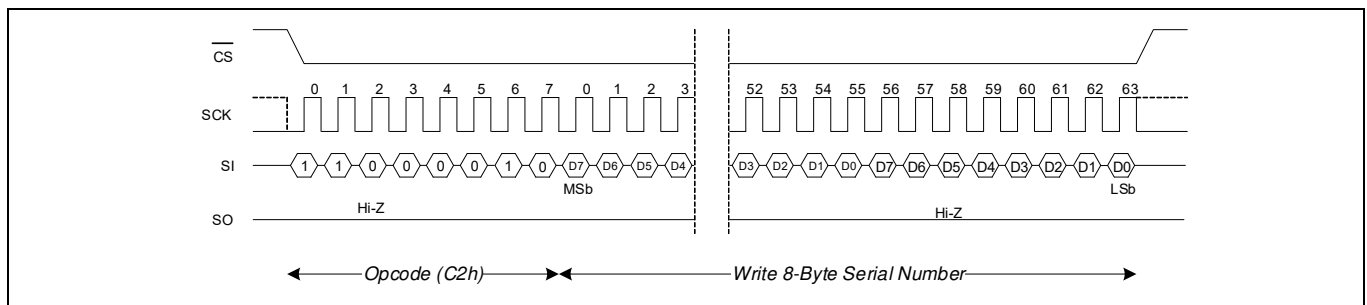 CS
0 1 2 3 4 5 6 7 0 1 2 3 52 53 54 55 56 57 58 59 60 61 62 63
SCK
SI 1 1 0 0 0 0 1 0 D7 D6 D5 D4 D3 D2 D1 D0 D7 D6 D5 D4 D3 D2 D1 D0
MSb LSb
Hi-Z Hi-Z
SO
Opcode (C2h) Write 8-Byte Serial Number